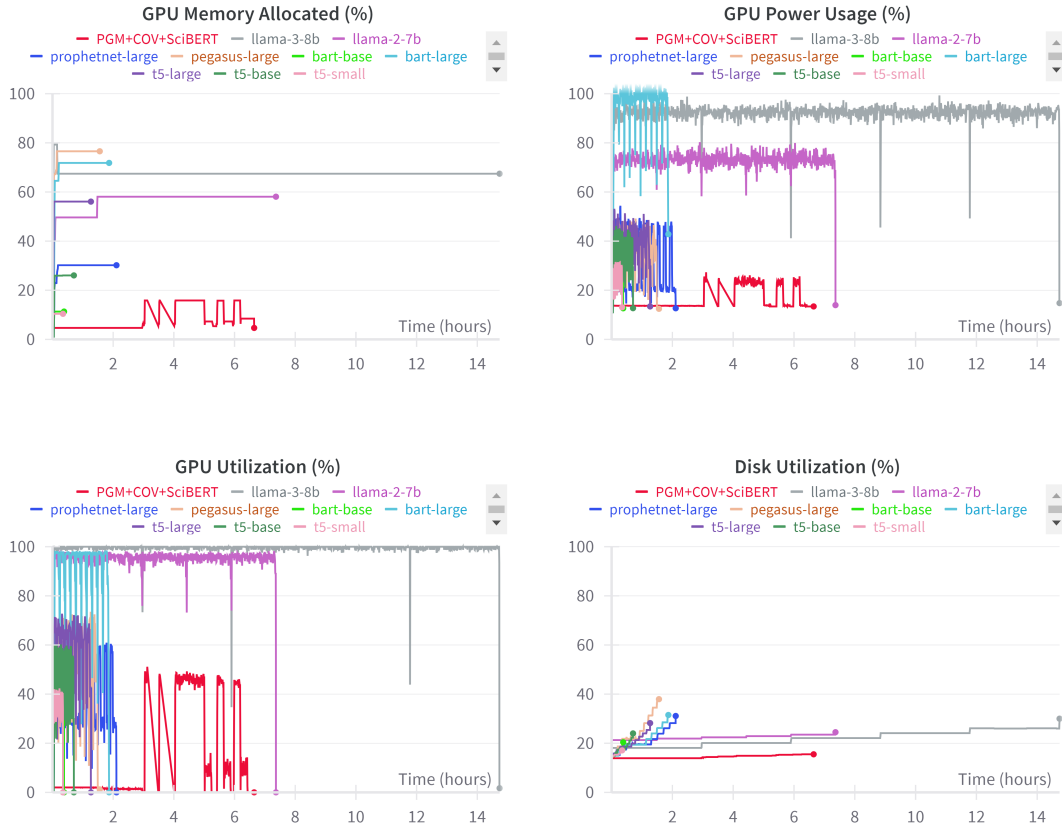 GPU Memory Allocated (%)
PGM+COV+SciBERT llama-3-8b llama-2-7b
prophetnet-large pegasus-large bart-base bart-large
t5-large t5-base t5-small
100
80
60
40
20
0
Time (hours)
2 4 6 8 10 12 14
GPU Power Usage (%)
PGM+COV+SciBERT llama-3-8b llama-2-7b
prophetnet-large pegasus-large bart-base bart-large
t5-large t5-base t5-small
100
80
60
40
20
0
Time (hours)
2 4 6 8 10 12 14
GPU Utilization (%)
PGM+COV+SciBERT llama-3-8b llama-2-7b
prophetnet-large pegasus-large bart-base bart-large
t5-large t5-base t5-small
100
80
60
40
20
0
Time (hours)
2 4 6 8 10 12 14
Disk Utilization (%)
PGM+COV+SciBERT llama-3-8b llama-2-7b
prophetnet-large pegasus-large bart-base bart-large
t5-large t5-base t5-small
100
80
60
40
20
0
Time (hours)
2 4 6 8 10 12 14